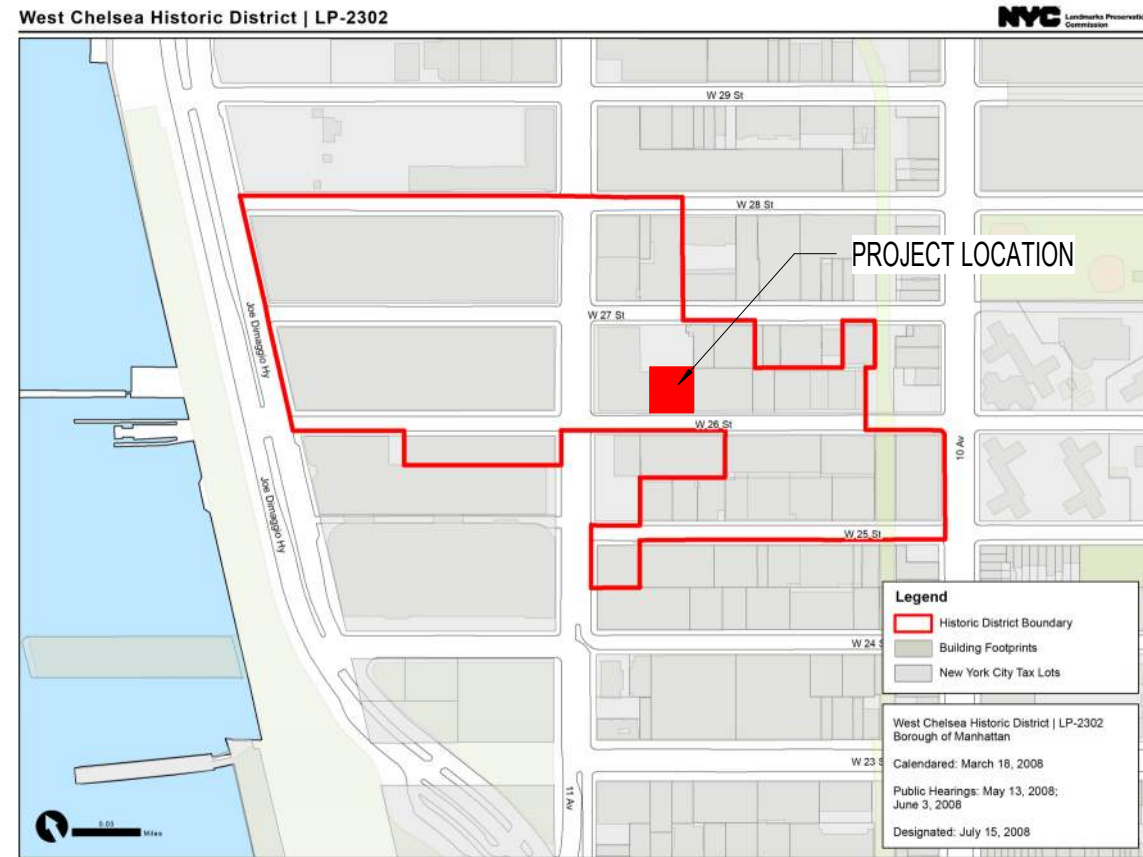 West Chelsea Historic District | LP-2302
NYC Landmarks
Commission
W 29 St
W 28 St
PROJECT LOCATION
W 27 St
Joe Dimaggio Hy
W 26 St
10 Av
Joe Dimaggio Hy
W 25 St
W 24
W 23
11 Av
0.03
Miles
Legend
Historic District Boundary
Building Footprints
New York City Tax Lots
West Chelsea Historic District | LP-2302
Borough of Manhattan
Calendared: March 18, 2008
Public Hearings: May 13, 2008;
June 3, 2008
Designated: July 15, 2008